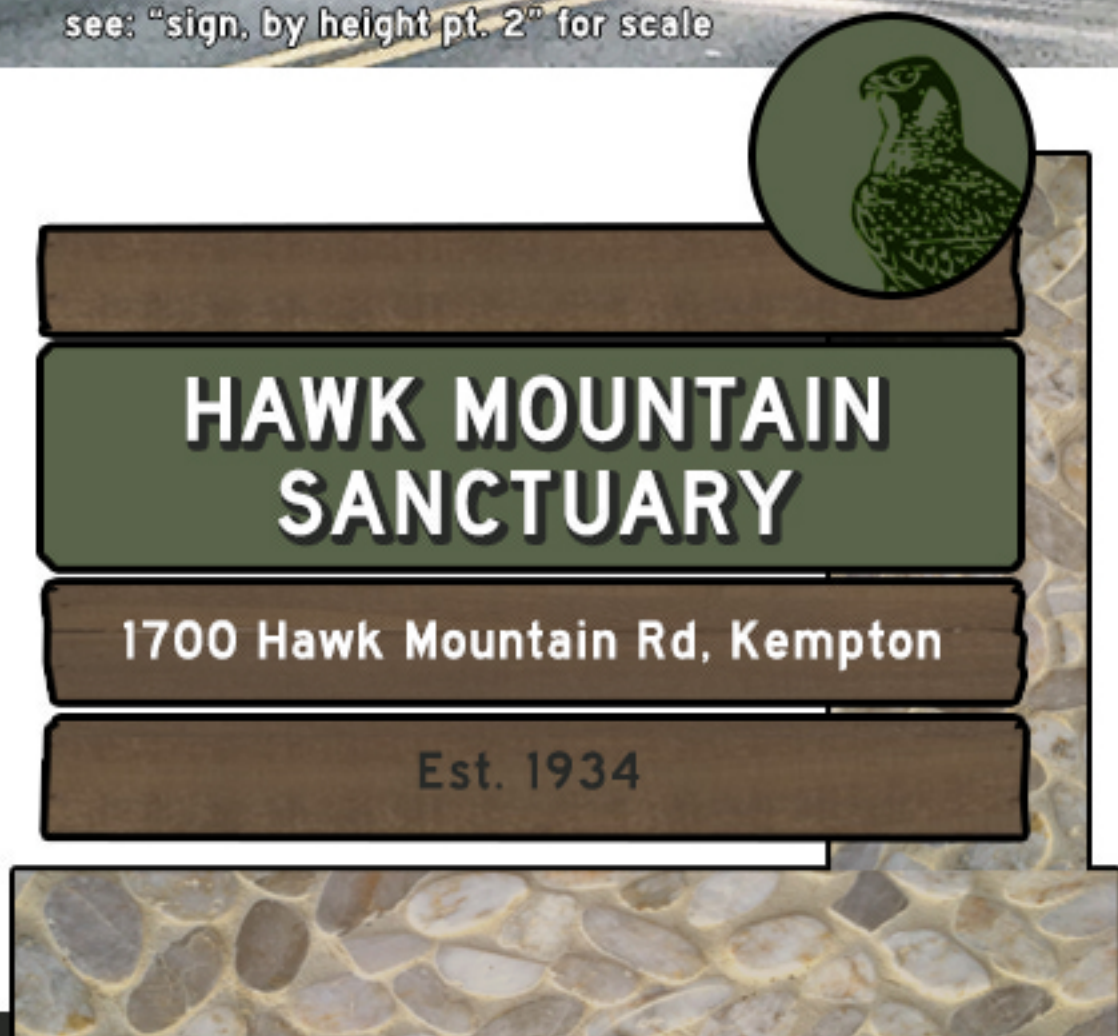 see: “sign, by height pt. 2” for scale
HAWK MOUNTAIN
SANCTUARY
1700 Hawk Mountain Rd, Kempton
Est. 1934